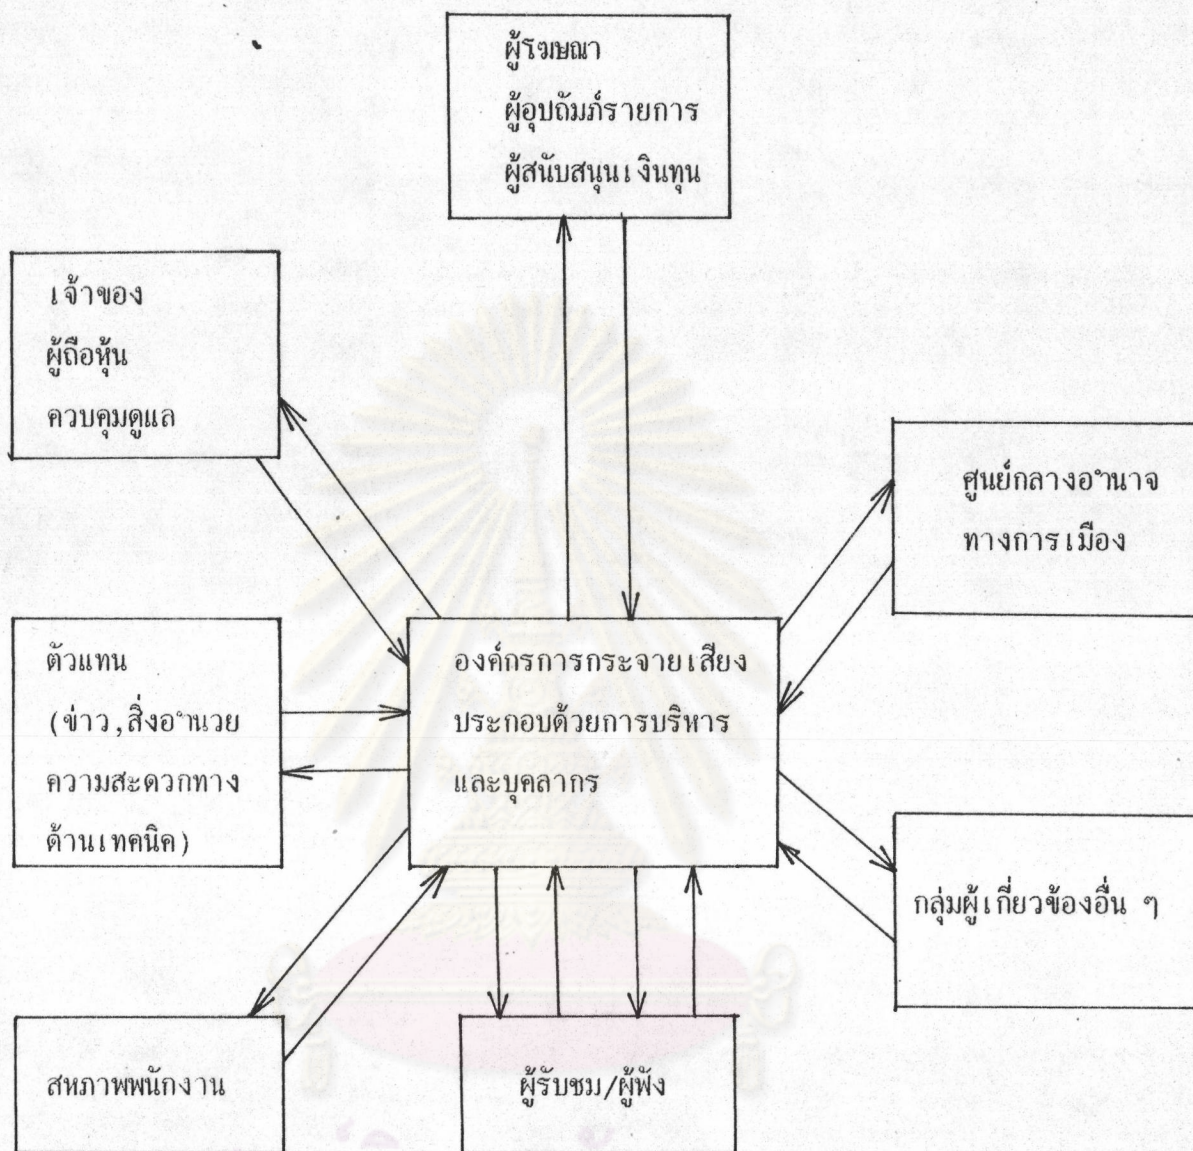 ผู้โฆษณา
ผู้อุปถัมภ์รายการ
ผู้สนับสนุนเงินทุน
เจ้าของ
ผู้ถือหุ้น
ควบคุมดูแล
ศูนย์กลางอำนาจ
ทางการเมือง
ตัวแทน
(ข่าว,สิ่งอำนวย
ความสะดวกทาง
ด้านเทคนิค)
องค์กรการกระจายเสียง
ประกอบด้วยการบริหาร
และบุคลากร
กลุ่มผู้เกี่ยวข้องอื่น ๆ
สหภาพพนักงาน
ผู้รับชม/ผู้ฟัง